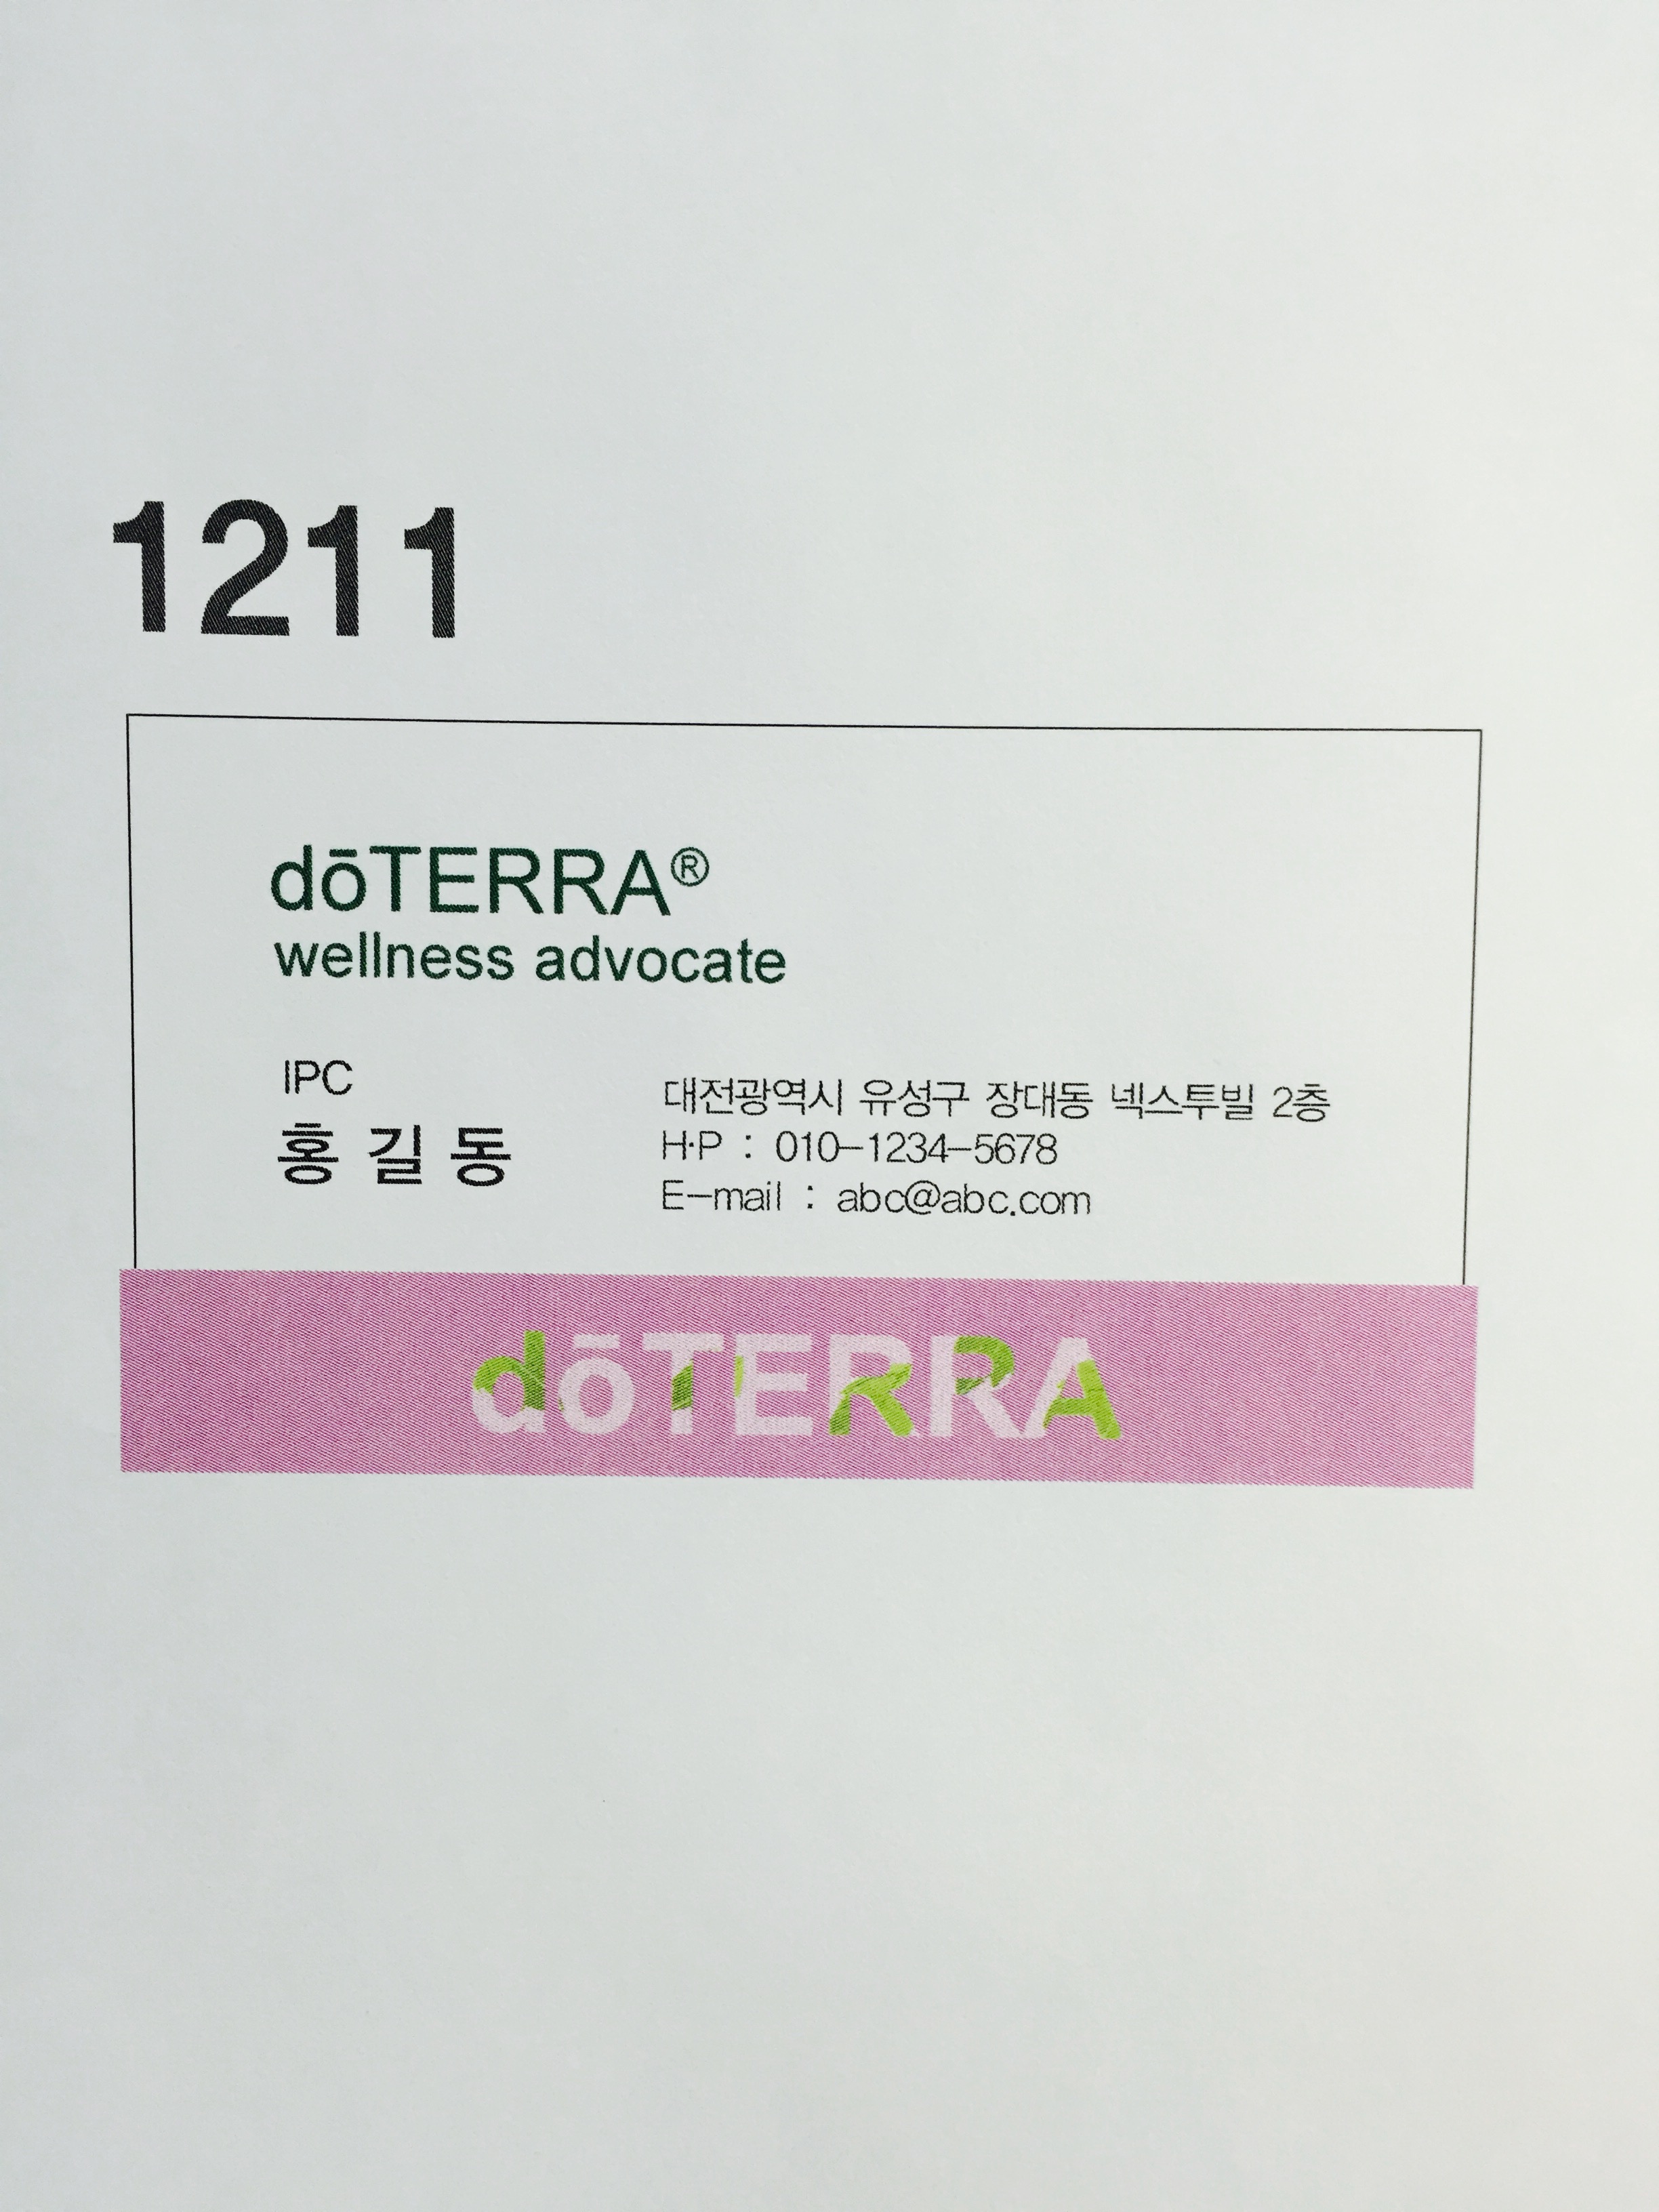 1211
dōTERRA®
wellness advocate
IPC
홍 길 동
대전광역시 유성구 장대동 넥스투빌 2층
H·P : 010-1234-5678
E-mail : abc@abc.com
dōTERRA